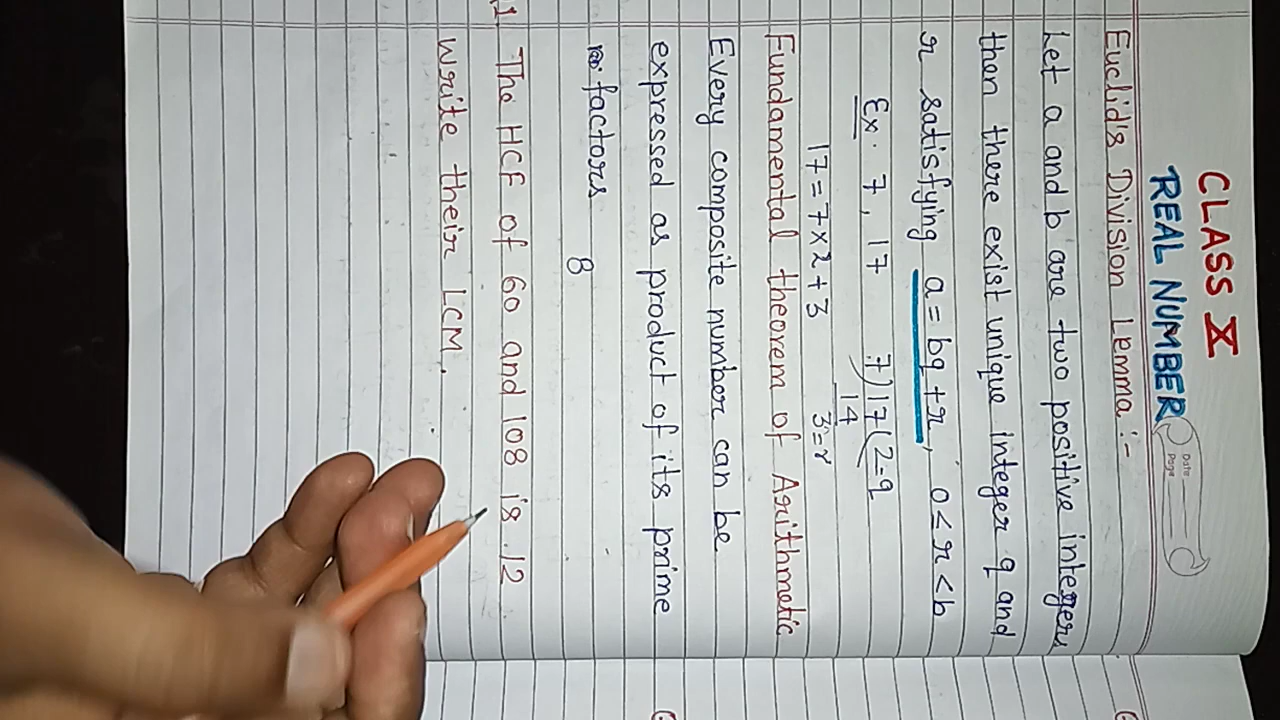 CLASS X
REAL NUMBER
Date
Page
Euclid's Division Lemma :-
Let a and b are two positive integers
then there exist unique integer q and
r satisfying a = bq + r, 0 ≤ r < b
Ex. 7, 17 7)17(2=q
14
3=r
17 = 7 x 2 + 3
Fundamental theorem of Arithmetic
Every composite number can be
expressed as product of its prime
factors
8
1. The HCF of 60 and 108 is 12
write their LCM.